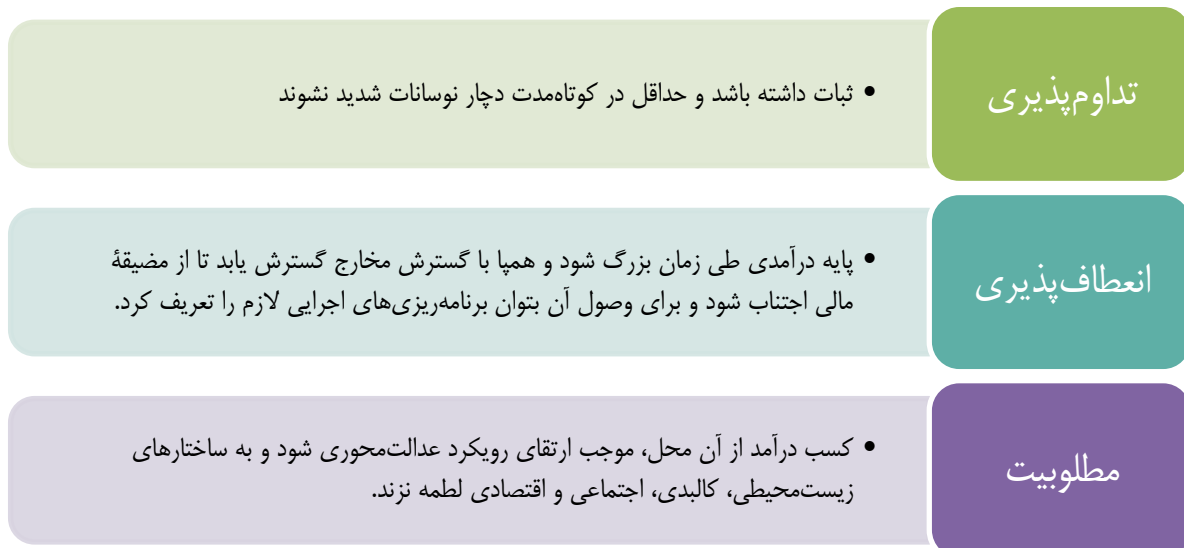 تداوم‌پذیری
• ثبات داشته باشد و حداقل در کوتاه‌مدت دچار نوسانات شدید نشوند
انعطاف‌پذیری
• پایه درآمدی طی زمان بزرگ شود و همپا با گسترش مخارج گسترش یابد تا از مضیقۀ
مالی اجتناب شود و برای وصول آن بتوان برنامه‌ریزی‌های اجرایی لازم را تعریف کرد.
مطلوبیت
• کسب درآمد از آن محل، موجب ارتقای رویکرد عدالت‌محوری شود و به ساختارهای
زیست‌محیطی، کالبدی، اجتماعی و اقتصادی لطمه نزند.